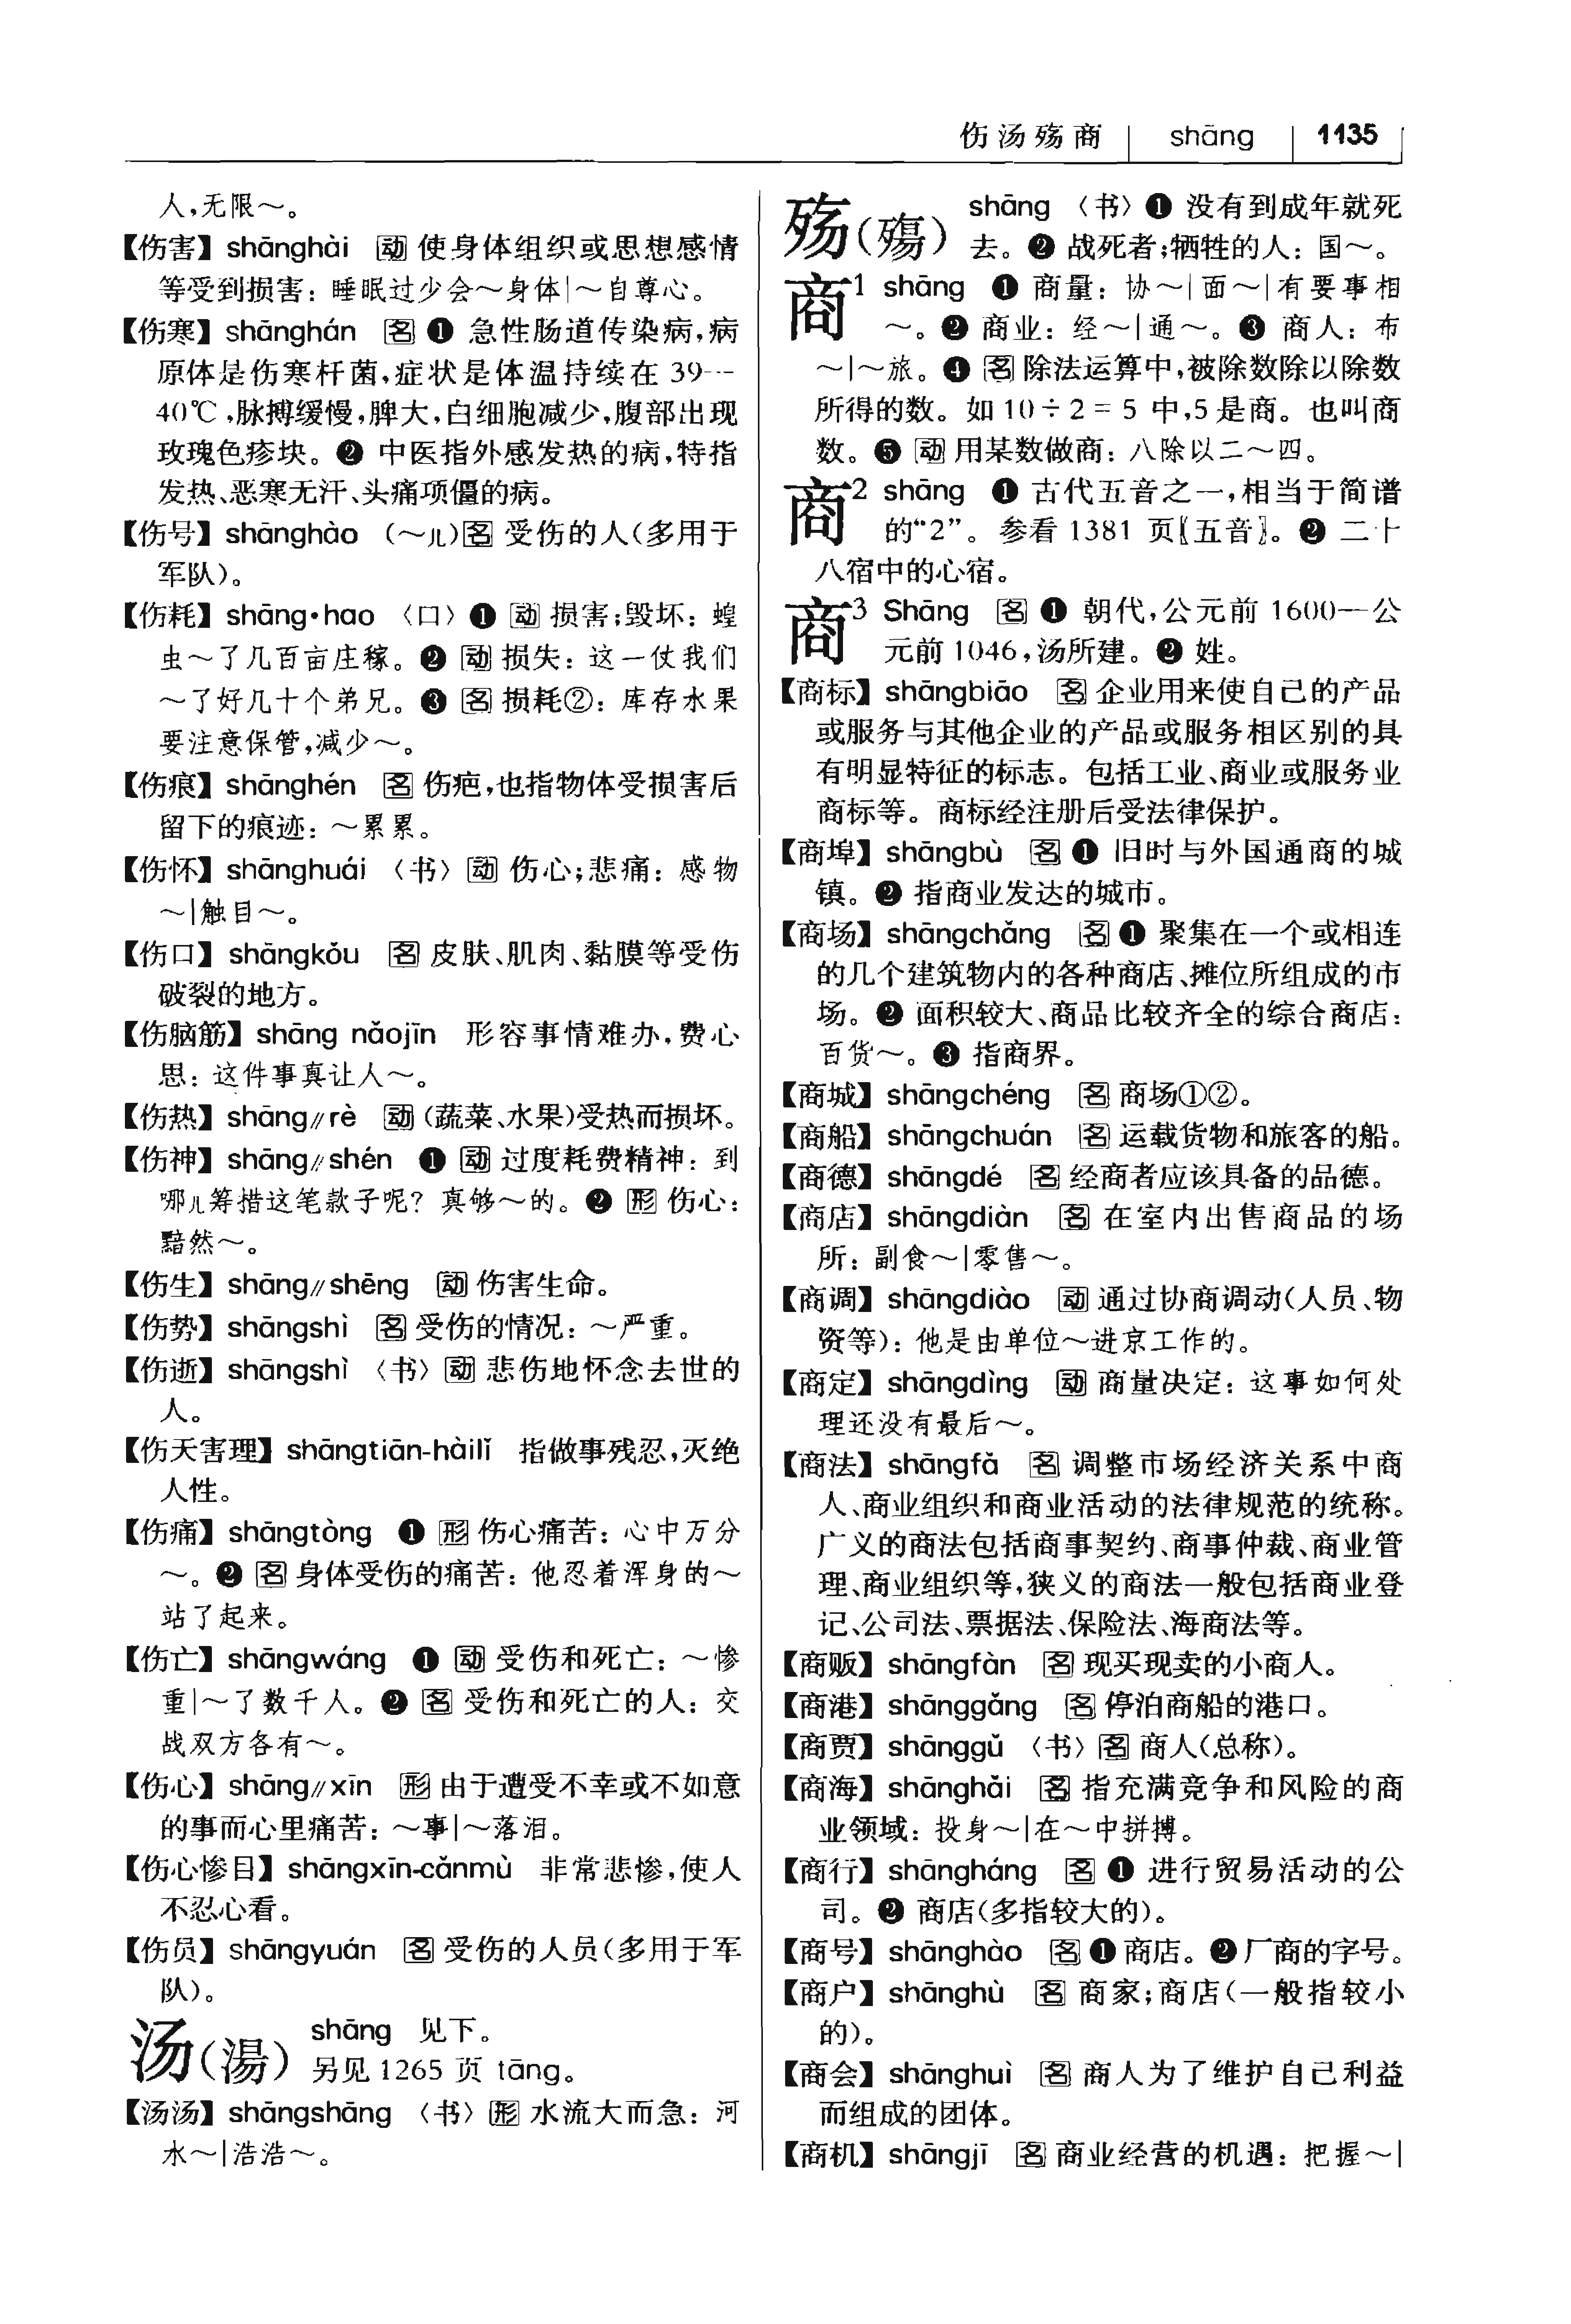 伤汤殇商 shāng 1135
人,无限～。
【伤害】shānghài 动 使身体组织或思想感情
等受到损害：睡眠过少会～身体|～自尊心。
【伤寒】shānghán 名 ❶ 急性肠道传染病,病
原体是伤寒杆菌,症状是体温持续在 39—
40℃,脉搏缓慢,脾大,白细胞减少,腹部出现
玫瑰色疹块。❷ 中医指外感发热的病,特指
发热、恶寒无汗、头痛项僵的病。
【伤号】shānghào （～儿）名 受伤的人（多用于
军队）。
【伤耗】shāng·hao 〈口〉❶ 动 损害;毁坏：蝗
虫～了几百亩庄稼。❷ 动 损失：这一仗我们
～了好几十个弟兄。❸ 名 损耗②：库存水果
要注意保管,减少～。
【伤痕】shānghén 名 伤疤,也指物体受损害后
留下的痕迹：～累累。
【伤怀】shānghuái 〈书〉动 伤心;悲痛：感物
～|触目～。
【伤口】shāngkǒu 名 皮肤、肌肉、黏膜等受伤
破裂的地方。
【伤脑筋】shāng nǎojīn 形容事情难办,费心
思：这件事真让人～。
【伤热】shāng//rè 动 （蔬菜、水果）受热而损坏。
【伤神】shāng//shén ❶ 动 过度耗费精神：到
哪儿筹措这笔款子呢？真够～的。❷ 形 伤心：
黯然～。
【伤生】shāng//shēng 动 伤害生命。
【伤势】shāngshì 名 受伤的情况：～严重。
【伤逝】shāngshì 〈书〉动 悲伤地怀念去世的
人。
【伤天害理】shāngtiān-hàilǐ 指做事残忍,灭绝
人性。
【伤痛】shāngtòng ❶ 形 伤心痛苦：心中万分
～。❷ 名 身体受伤的痛苦：他忍着浑身的～
站了起来。
【伤亡】shāngwáng ❶ 动 受伤和死亡：～惨
重|～了数千人。❷ 名 受伤和死亡的人：交
战双方各有～。
【伤心】shāng//xīn 形 由于遭受不幸或不如意
的事而心里痛苦：～事|～落泪。
【伤心惨目】shāngxīn-cǎnmù 非常悲惨,使人
不忍心看。
【伤员】shāngyuán 名 受伤的人员（多用于军
队）。
汤（湯） shāng 见下。
另见 1265 页 tāng。
【汤汤】shāngshāng 〈书〉形 水流大而急：河
水～|浩浩～。
殇（殤） shāng 〈书〉❶ 没有到成年就死
去。❷ 战死者;牺牲的人：国～。
商1 shāng ❶ 商量：协～|面～|有要事相
～。❷ 商业：经～|通～。❸ 商人：布
～|～旅。❹ 名 除法运算中,被除数除以除数
所得的数。如 10÷2=5 中,5 是商。也叫商
数。❺ 动 用某数做商：八除以二～四。
商2 shāng ❶ 古代五音之一,相当于简谱
的“2”。参看 1381 页〖五音〗。❷ 二十
八宿中的心宿。
商3 Shāng 名 ❶ 朝代,公元前 1600—公
元前 1046,汤所建。❷ 姓。
【商标】shāngbiāo 名 企业用来使自己的产品
或服务与其他企业的产品或服务相区别的具
有明显特征的标志。包括工业、商业或服务业
商标等。商标经注册后受法律保护。
【商埠】shāngbù 名 ❶ 旧时与外国通商的城
镇。❷ 指商业发达的城市。
【商场】shāngchǎng 名 ❶ 聚集在一个或相连
的几个建筑物内的各种商店、摊位所组成的市
场。❷ 面积较大、商品比较齐全的综合商店：
百货～。❸ 指商界。
【商城】shāngchéng 名 商场①②。
【商船】shāngchuán 名 运载货物和旅客的船。
【商德】shāngdé 名 经商者应该具备的品德。
【商店】shāngdiàn 名 在室内出售商品的场
所：副食～|零售～。
【商调】shāngdiào 动 通过协商调动（人员、物
资等）：他是由单位～进京工作的。
【商定】shāngdìng 动 商量决定：这事如何处
理还没有最后～。
【商法】shāngfǎ 名 调整市场经济关系中商
人、商业组织和商业活动的法律规范的统称。
广义的商法包括商事契约、商事仲裁、商业管
理、商业组织等,狭义的商法一般包括商业登
记、公司法、票据法、保险法、海商法等。
【商贩】shāngfàn 名 现买现卖的小商人。
【商港】shānggǎng 名 停泊商船的港口。
【商贾】shānggǔ 〈书〉名 商人（总称）。
【商海】shānghǎi 名 指充满竞争和风险的商
业领域：投身～|在～中拼搏。
【商行】shāngháng 名 ❶ 进行贸易活动的公
司。❷ 商店（多指较大的）。
【商号】shānghào 名 ❶ 商店。❷ 厂商的字号。
【商户】shānghù 名 商家;商店（一般指较小
的）。
【商会】shānghuì 名 商人为了维护自己利益
而组成的团体。
【商机】shāngjī 名 商业经营的机遇：把握～|